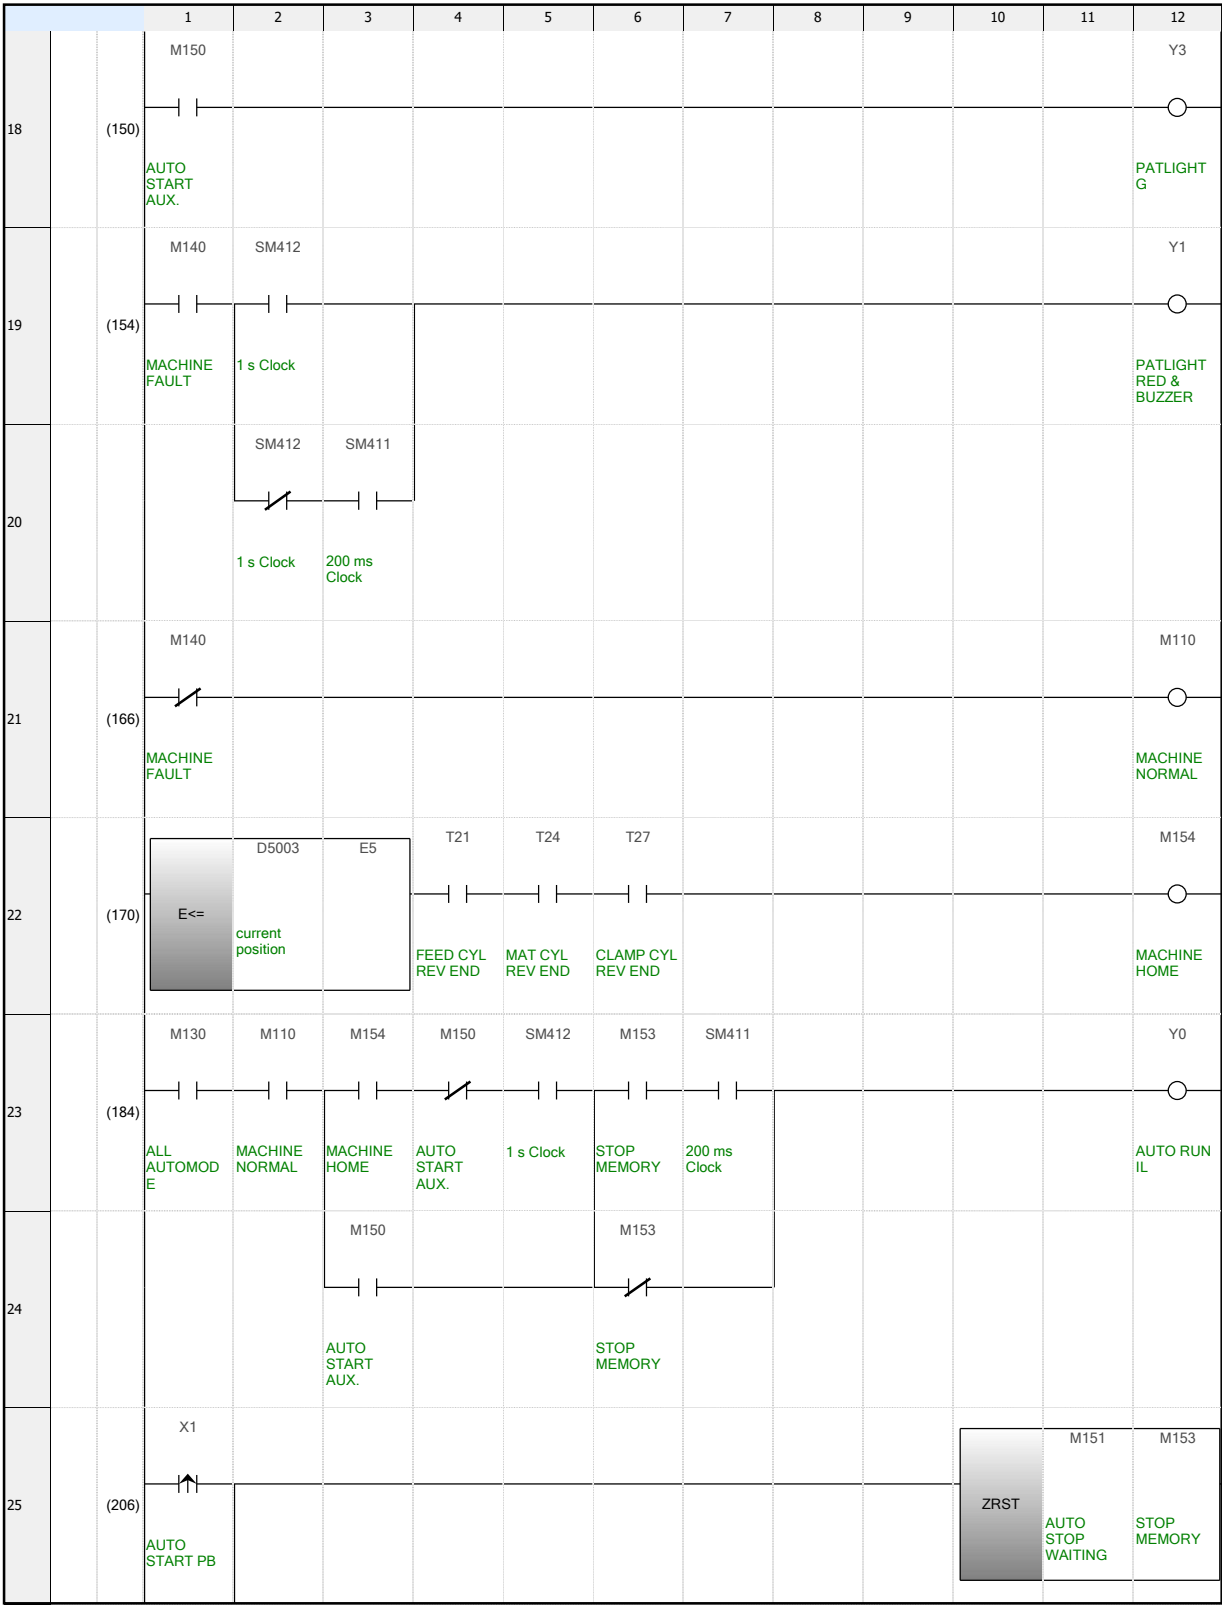 1 2 3 4 5 6 7 8 9 10 11 12
M150 Y3
18 (150)
AUTO
START
AUX.
PATLIGHT
G
M140 SM412 Y1
19 (154)
MACHINE
FAULT
1 s Clock
PATLIGHT
RED &
BUZZER
SM412 SM411
20
1 s Clock
200 ms
Clock
M140 M110
21 (166)
MACHINE
FAULT
MACHINE
NORMAL
D5003 E5 T21 T24 T27 M154
22 (170) E<=
current
position
FEED CYL
REV END
MAT CYL
REV END
CLAMP CYL
REV END
MACHINE
HOME
M130 M110 M154 M150 SM412 M153 SM411 Y0
23 (184)
ALL
AUTOMOD
E
MACHINE
NORMAL
MACHINE
HOME
AUTO
START
AUX.
1 s Clock
STOP
MEMORY
200 ms
Clock
AUTO RUN
IL
M150 M153
24
AUTO
START
AUX.
STOP
MEMORY
X1 M151 M153
25 (206) ZRST
AUTO
START PB
AUTO
STOP
WAITING
STOP
MEMORY